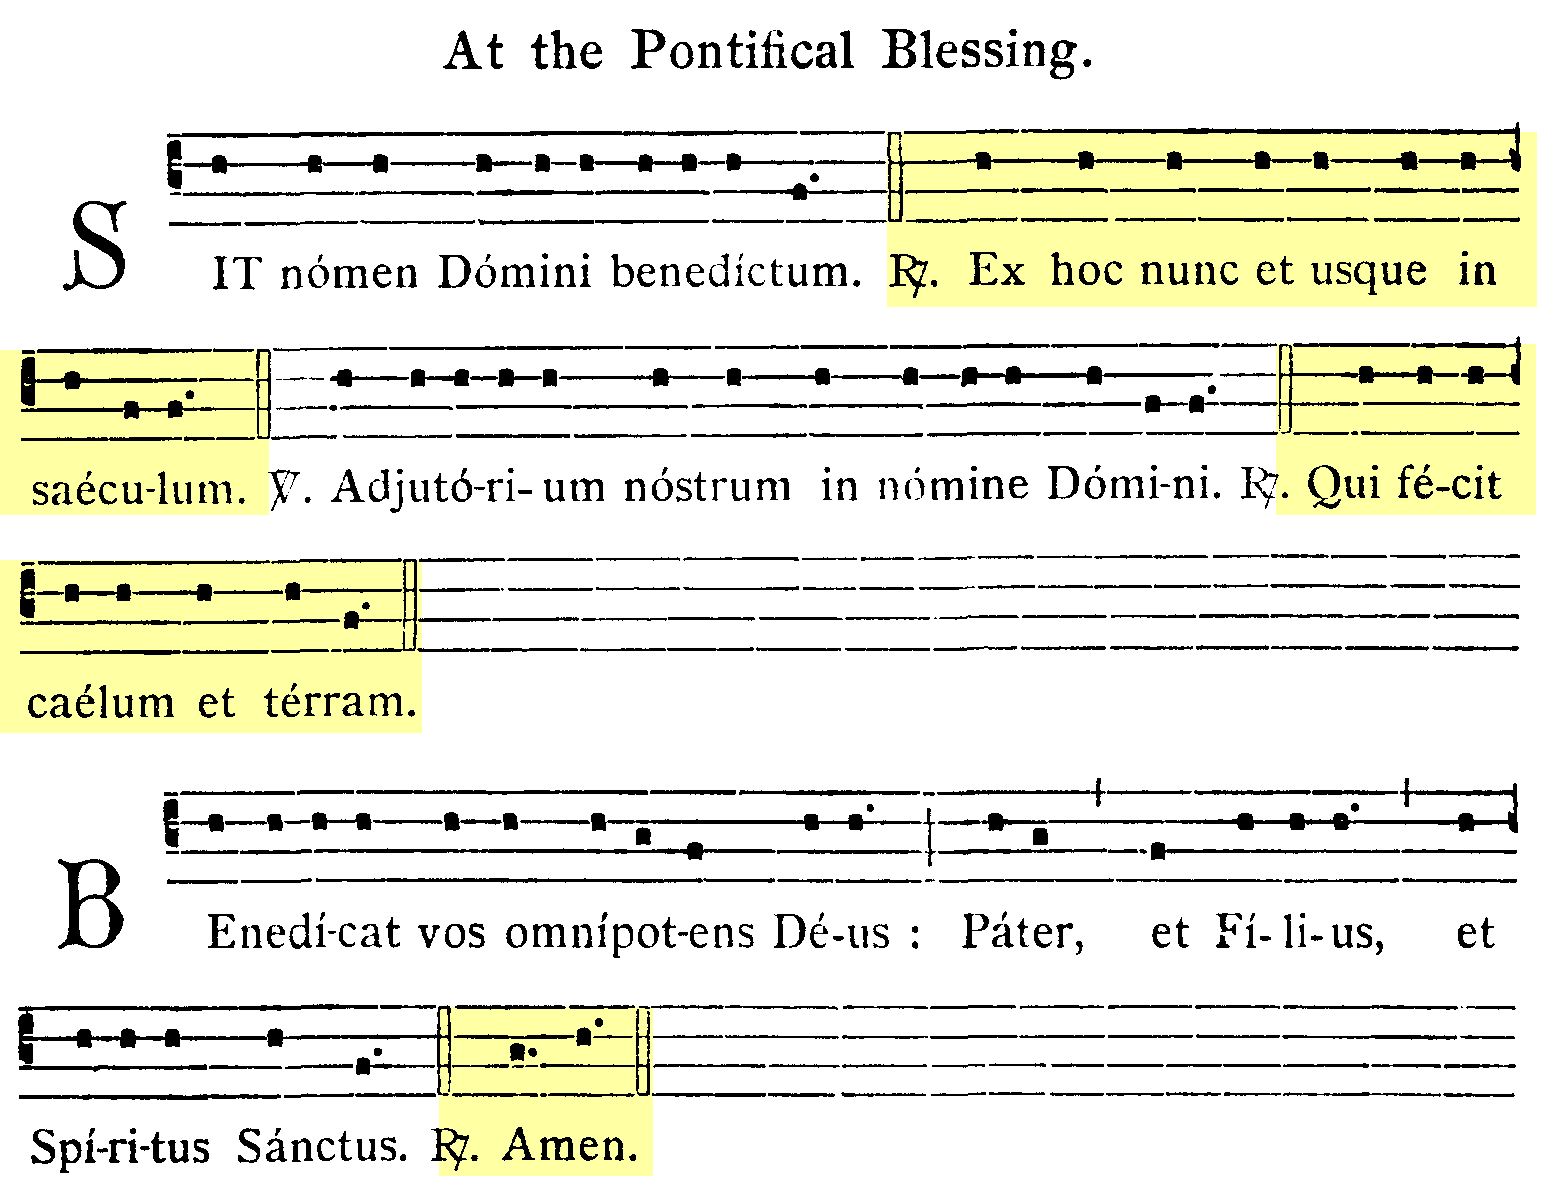 At the Pontifical Blessing.
SIT nómen Dómini benedíctum. ℟. Ex hoc nunc et usque in
saécu-lum. ℣. Adjutó-ri-um nóstrum in nómine Dómi-ni. ℟. Qui fé-cit
caélum et térram.
BEnedí-cat vos omnípot-ens Dé-us : Páter, et Fí-li-us, et
Spí-ri-tus Sánctus. ℟. Amen.